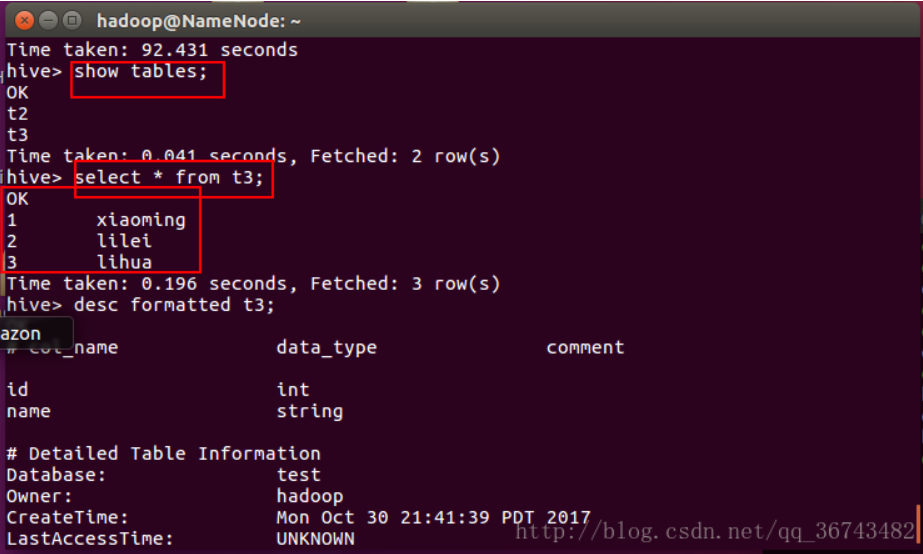 hadoop@NameNode: ~
Time taken: 92.431 seconds
hive> show tables;
OK
t2
t3
Time taken: 0.041 seconds, Fetched: 2 row(s)
hive> select * from t3;
OK
1 xiaoming
2 lilei
3 lihua
Time taken: 0.196 seconds, Fetched: 3 row(s)
hive> desc formatted t3;
azon
# col_name data_type comment
id int
name string
# Detailed Table Information
Database: test
Owner: hadoop
CreateTime: Mon Oct 30 21:41:39 PDT 2017
LastAccessTime: UNKNOWN
http://blog.csdn.net/qq_36743482